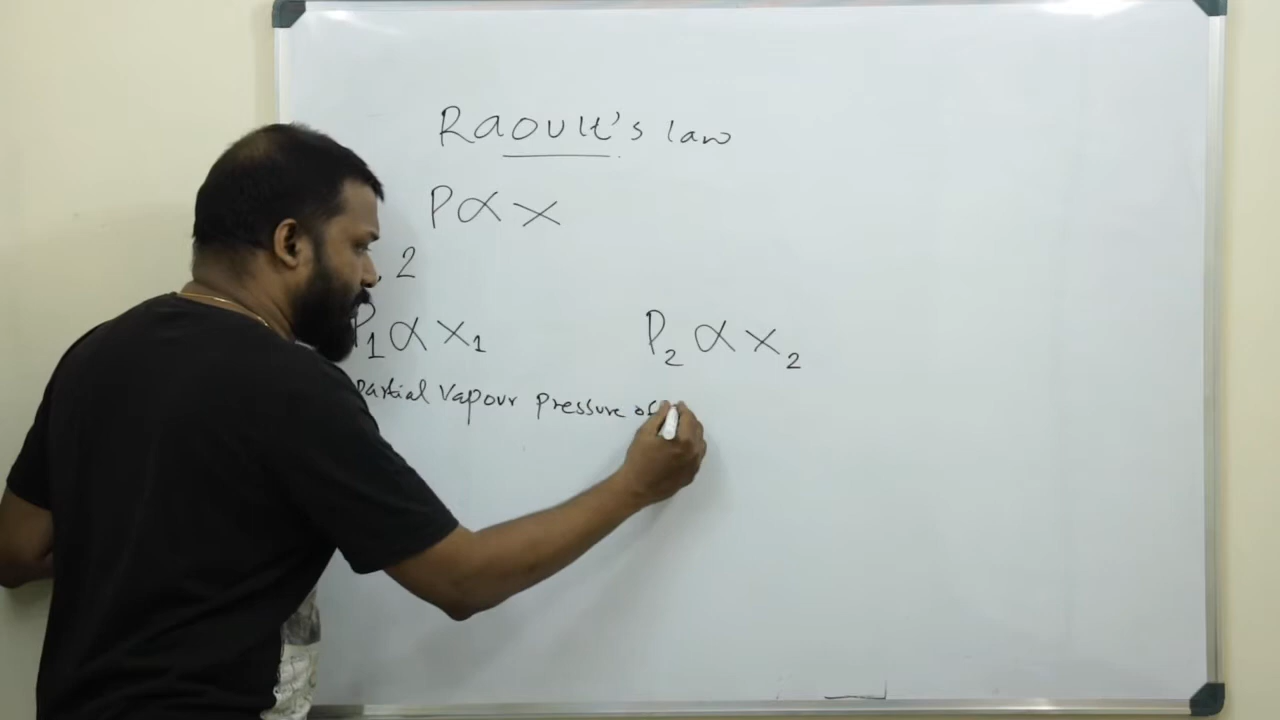 Raoult's law
P ∝ x
, 2
P1 ∝ x1 P2 ∝ x2
partial vapour pressure of